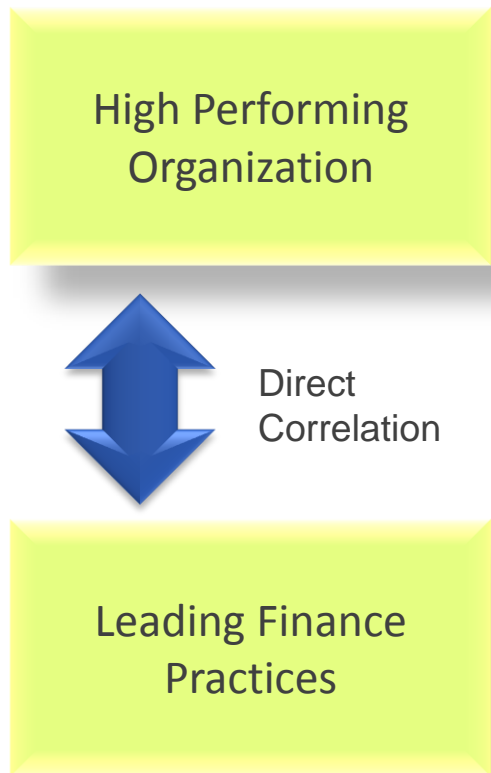 High Performing
Organization
Direct
Correlation
Leading Finance
Practices